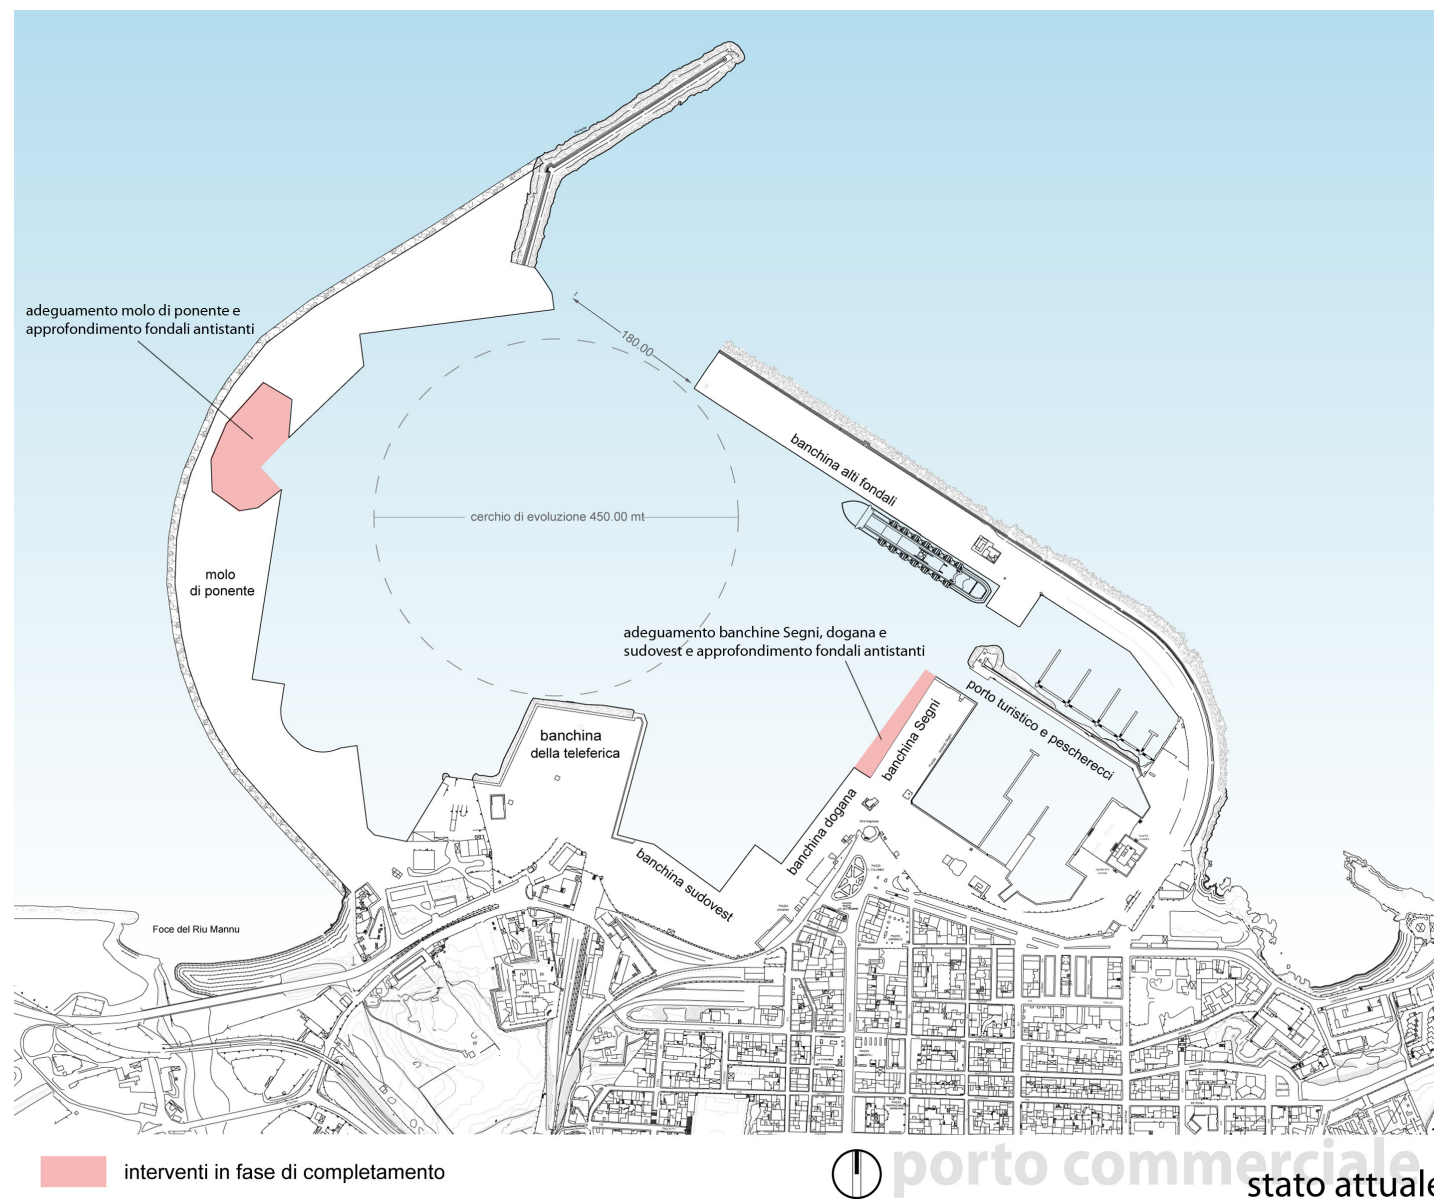 adeguamento molo di ponente e
approfondimento fondali antistanti
180.00
banchina alti fondali
cerchio di evoluzione 450.00 mt
molo
di ponente
adeguamento banchine Segni, dogana e
sudovest e approfondimento fondali antistanti
porto turistico e pescherecci
banchina Segni
banchina
della teleferica
banchina dogana
banchina sudovest
Foce del Riu Mannu
interventi in fase di completamento
porto commerciale
stato attuale